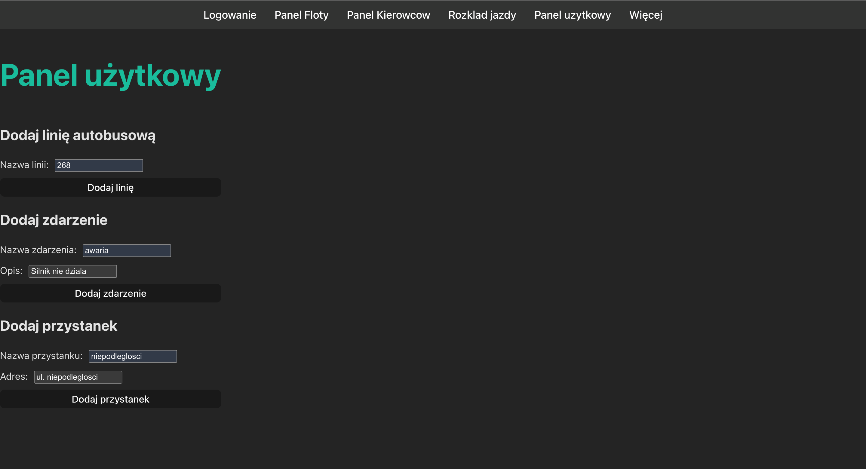 Logowanie Panel Floty Panel Kierowcow Rozklad jazdy Panel uzytkowy Więcej
Panel użytkowy
Dodaj linię autobusową
Nazwa linii: 268
Dodaj linię
Dodaj zdarzenie
Nazwa zdarzenia: awaria
Opis: Silnik nie dziala
Dodaj zdarzenie
Dodaj przystanek
Nazwa przystanku: niepodleglosci
Adres: ul. niepodleglosci
Dodaj przystanek